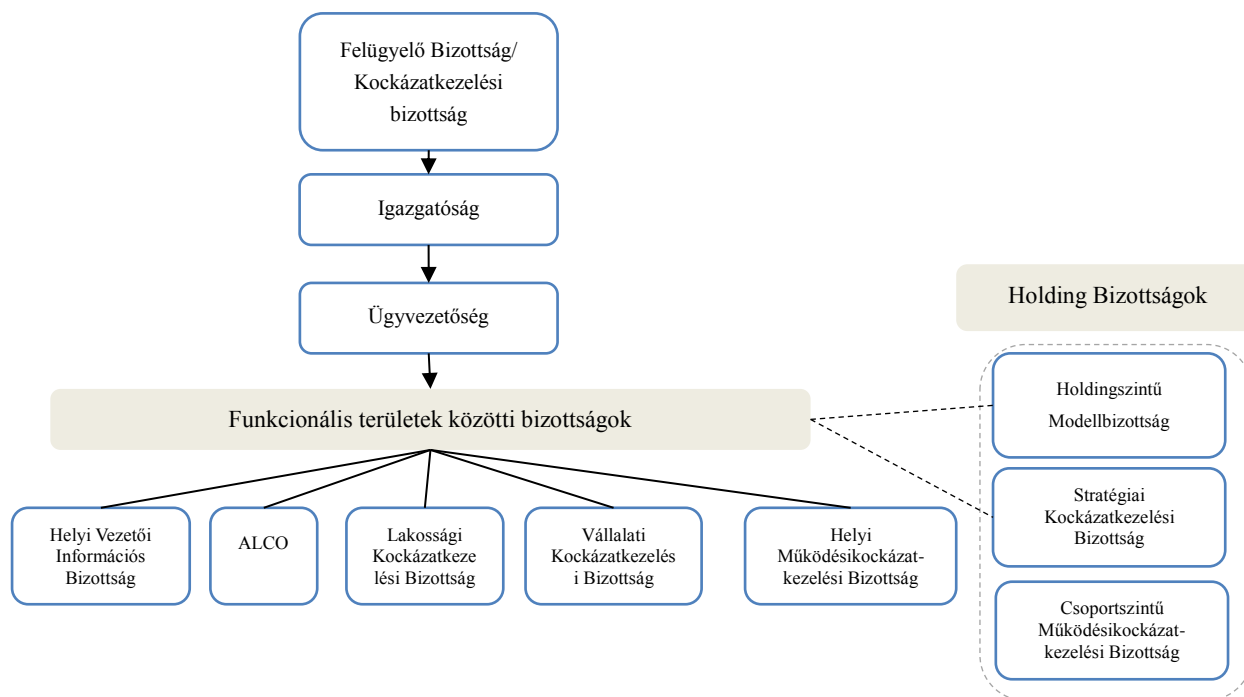 Felügyelő Bizottság/
Kockázatkezelési
bizottság
Igazgatóság
Ügyvezetőség
Holding Bizottságok
Funkcionális területek közötti bizottságok
Holdingszintű
Modellbizottság
Stratégiai
Kockázatkezelési
Bizottság
Csoportszintű
Működésikockázat-
kezelési Bizottság
Helyi Vezetői
Információs
Bizottság
ALCO
Lakossági
Kockázatkeze
lési Bizottság
Vállalati
Kockázatkezelés
i Bizottság
Helyi
Működésikockázat-
kezelési Bizottság